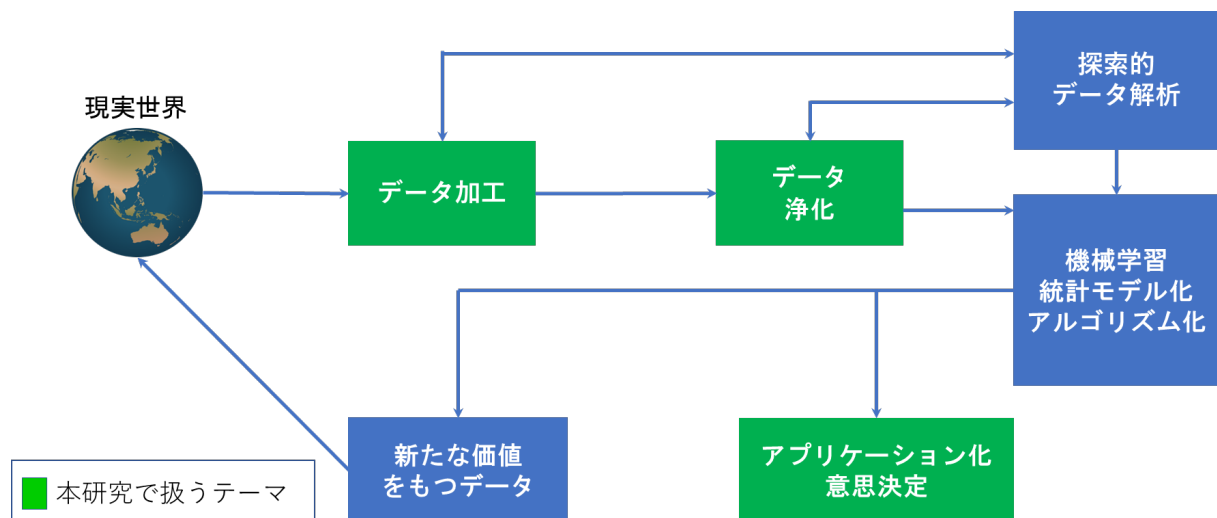 探索的
データ解析
現実世界
データ加工
データ
浄化
機械学習
統計モデル化
アルゴリズム化
新たな価値
をもつデータ
アプリケーション化
意思決定
本研究で扱うテーマ